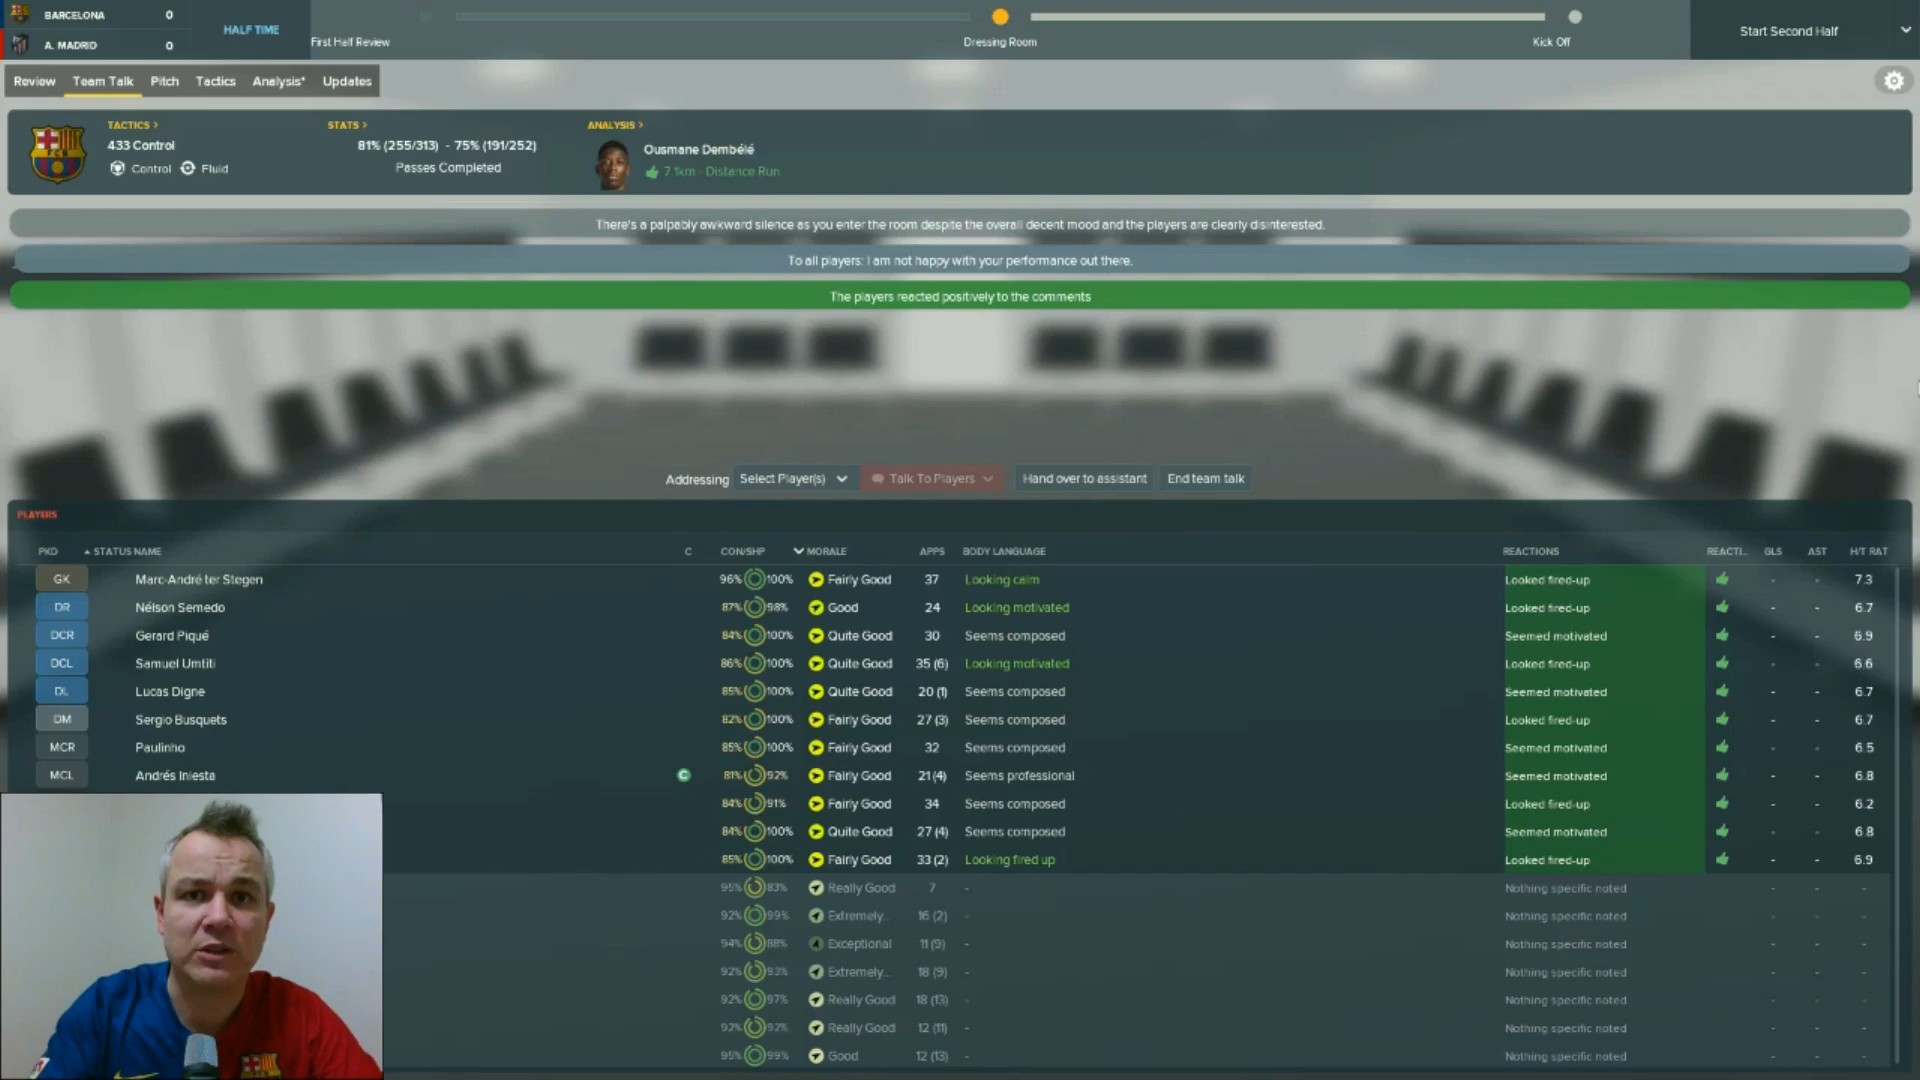 BARCELONA 0
A. MADRID 0
HALF TIME
First Half Review
Dressing Room
Kick Off
Start Second Half
Review Team Talk Pitch Tactics Analysis* Updates
TACTICS >
433 Control
Control Fluid
STATS >
81% (255/313) - 75% (191/252)
Passes Completed
ANALYSIS >
Ousmane Dembélé
7.1km - Distance Run
There's a palpably awkward silence as you enter the room despite the overall decent mood and the players are clearly disinterested.
To all players: I am not happy with your performance out there.
The players reacted positively to the comments
Addressing Select Player(s) Talk To Players Hand over to assistant End team talk
PLAYERS
PKD STATUS NAME C CON/SHP MORALE APPS BODY LANGUAGE REACTIONS REACTI... GLS AST H/T RAT
GK Marc-André ter Stegen 96% 100% Fairly Good 37 Looking calm Looked fired-up - - 7.3
DR Nélson Semedo 87% 98% Good 24 Looking motivated Looked fired-up - - 6.7
DCR Gerard Piqué 84% 100% Quite Good 30 Seems composed Seemed motivated - - 6.9
DCL Samuel Umtiti 86% 100% Quite Good 35 (6) Looking motivated Looked fired-up - - 6.6
DL Lucas Digne 85% 100% Quite Good 20 (1) Seems composed Seemed motivated - - 6.7
DM Sergio Busquets 82% 100% Fairly Good 27 (3) Seems composed Looked fired-up - - 6.7
MCR Paulinho 85% 100% Fairly Good 32 Seems composed Seemed motivated - - 6.5
MCL Andrés Iniesta C 81% 92% Fairly Good 21 (4) Seems professional Seemed motivated - - 6.8
84% 91% Fairly Good 34 Seems composed Looked fired-up - - 6.2
84% 100% Quite Good 27 (4) Seems composed Seemed motivated - - 6.8
85% 100% Fairly Good 33 (2) Looking fired up Looked fired-up - - 6.9
95% 83% Really Good 7 - Nothing specific noted - - -
92% 99% Extremely... 16 (2) - Nothing specific noted - - -
94% 88% Exceptional 11 (9) - Nothing specific noted - - -
92% 93% Extremely... 18 (9) - Nothing specific noted - - -
92% 97% Really Good 18 (13) - Nothing specific noted - - -
92% 92% Really Good 12 (11) - Nothing specific noted - - -
95% 99% Good 12 (13) - Nothing specific noted - - -